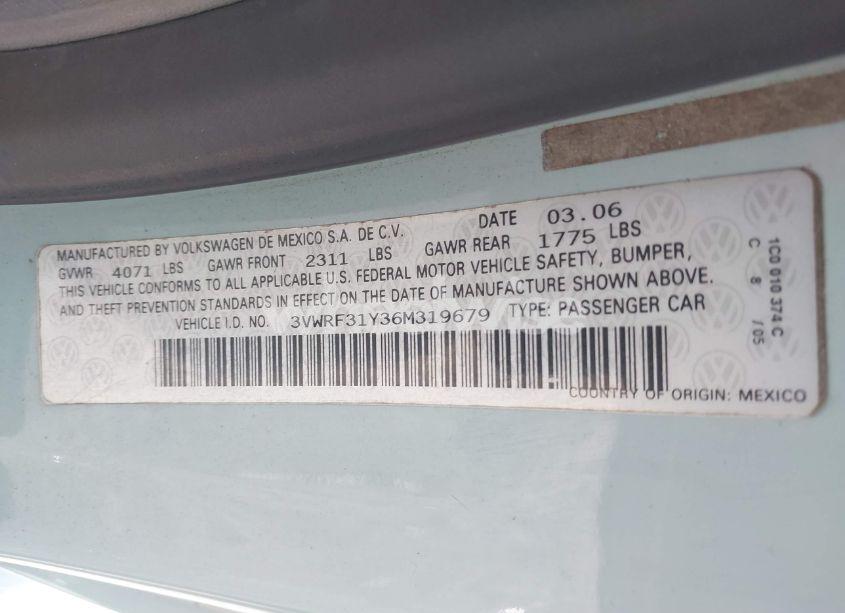 MANUFACTURED BY VOLKSWAGEN DE MEXICO S.A. DE C.V. DATE 03.06
GVWR 4071 LBS GAWR FRONT 2311 LBS GAWR REAR 1775 LBS
THIS VEHICLE CONFORMS TO ALL APPLICABLE U.S. FEDERAL MOTOR VEHICLE SAFETY, BUMPER,
AND THEFT PREVENTION STANDARDS IN EFFECT ON THE DATE OF MANUFACTURE SHOWN ABOVE.
VEHICLE I.D. NO. 3VWRF31Y36M319679 TYPE: PASSENGER CAR
COUNTRY OF ORIGIN: MEXICO
1C0 010 374 C
C 8 /05